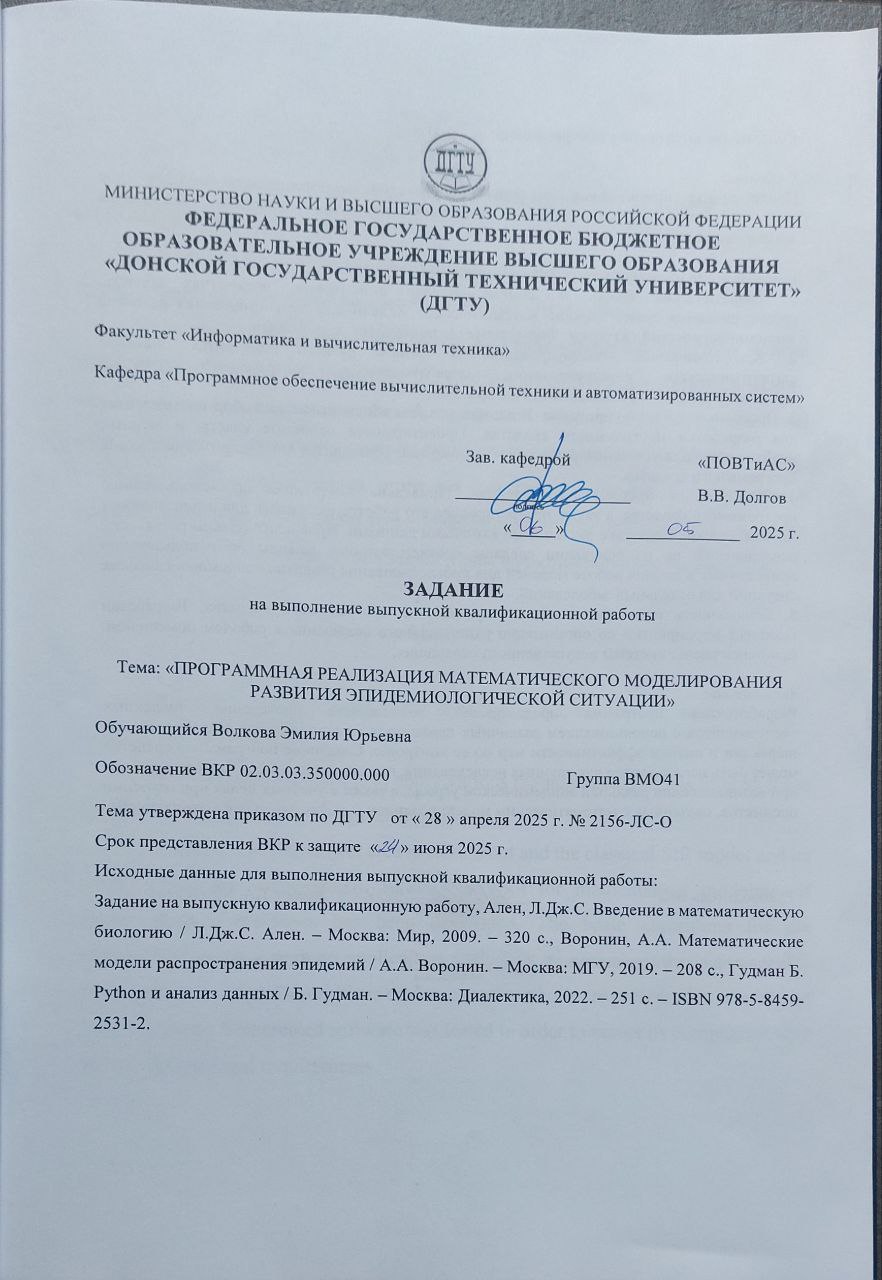 ДГТУ
МИНИСТЕРСТВО НАУКИ И ВЫСШЕГО ОБРАЗОВАНИЯ РОССИЙСКОЙ ФЕДЕРАЦИИ
ФЕДЕРАЛЬНОЕ ГОСУДАРСТВЕННОЕ БЮДЖЕТНОЕ
ОБРАЗОВАТЕЛЬНОЕ УЧРЕЖДЕНИЕ ВЫСШЕГО ОБРАЗОВАНИЯ
«ДОНСКОЙ ГОСУДАРСТВЕННЫЙ ТЕХНИЧЕСКИЙ УНИВЕРСИТЕТ»
(ДГТУ)
Факультет «Информатика и вычислительная техника»
Кафедра «Программное обеспечение вычислительной техники и автоматизированных систем»
Зав. кафедрой «ПОВТиАС»
В.В. Долгов
подпись
«06» 05 2025 г.
ЗАДАНИЕ
на выполнение выпускной квалификационной работы
Тема: «ПРОГРАММНАЯ РЕАЛИЗАЦИЯ МАТЕМАТИЧЕСКОГО МОДЕЛИРОВАНИЯ
РАЗВИТИЯ ЭПИДЕМИОЛОГИЧЕСКОЙ СИТУАЦИИ»
Обучающийся Волкова Эмилия Юрьевна
Обозначение ВКР 02.03.03.350000.000 Группа ВМО41
Тема утверждена приказом по ДГТУ от « 28 » апреля 2025 г. № 2156-ЛС-О
Срок представления ВКР к защите «24» июня 2025 г.
Исходные данные для выполнения выпускной квалификационной работы:
Задание на выпускную квалификационную работу, Ален, Л.Дж.С. Введение в математическую
биологию / Л.Дж.С. Ален. – Москва: Мир, 2009. – 320 с., Воронин, А.А. Математические
модели распространения эпидемий / А.А. Воронин. – Москва: МГУ, 2019. – 208 с., Гудман Б.
Python и анализ данных / Б. Гудман. – Москва: Диалектика, 2022. – 251 с. – ISBN 978-5-8459-
2531-2.